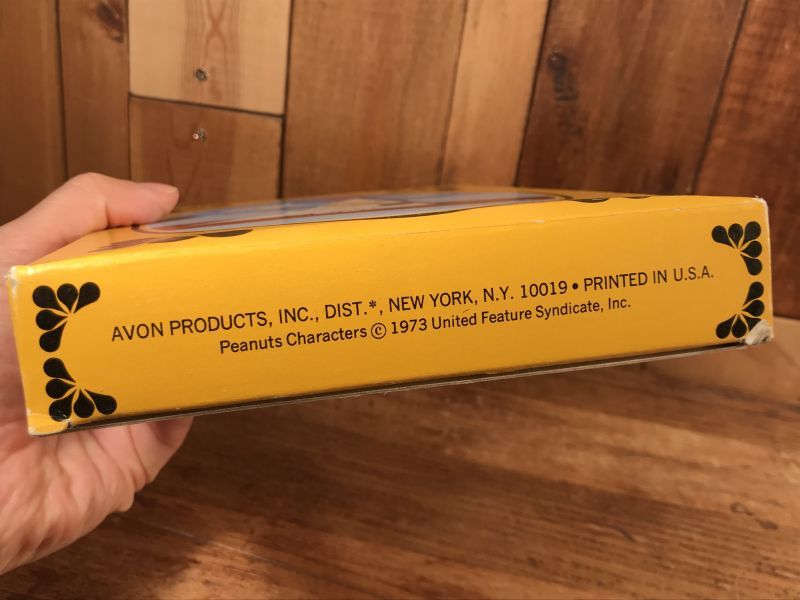 AVON PRODUCTS, INC., DIST.*, NEW YORK, N.Y. 10019 • PRINTED IN U.S.A.
Peanuts Characters © 1973 United Feature Syndicate, Inc.